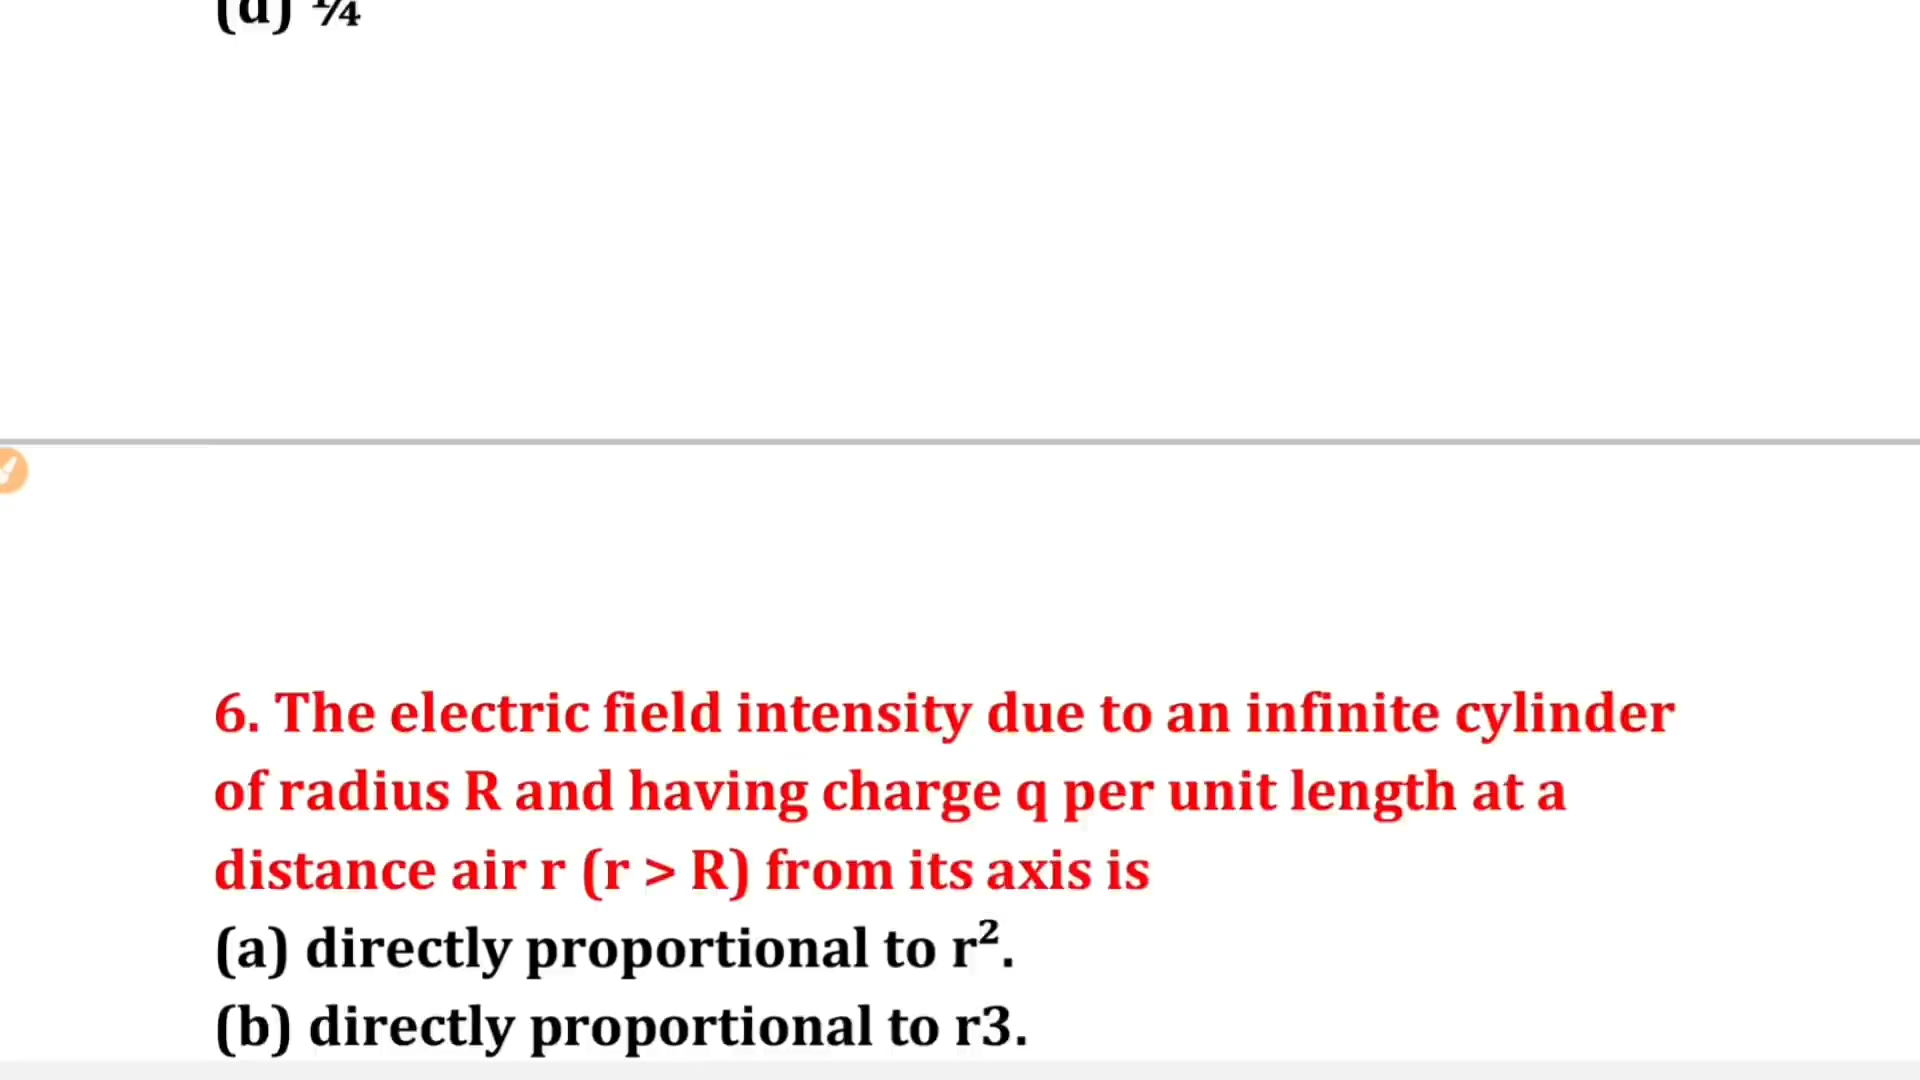 (d) ¼
6. The electric field intensity due to an infinite cylinder
of radius R and having charge q per unit length at a
distance air r (r > R) from its axis is
(a) directly proportional to r².
(b) directly proportional to r3.